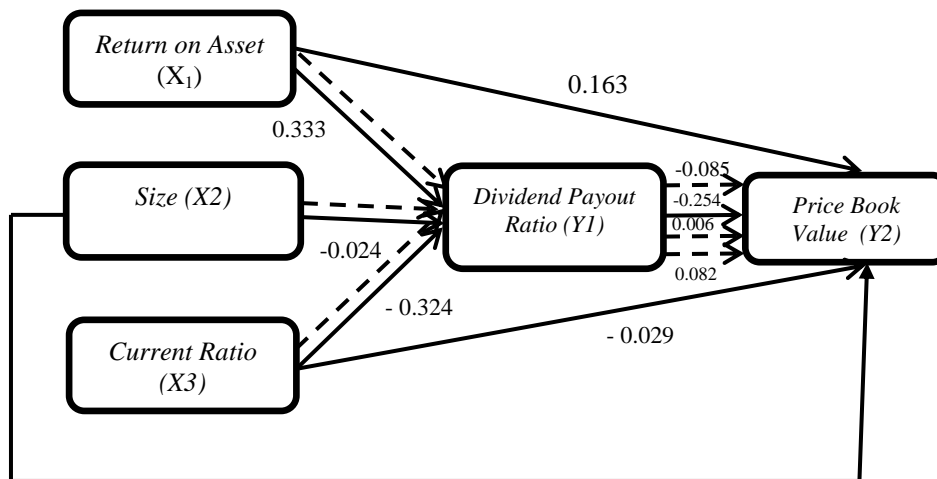 Return on Asset
(X1)
0.163
0.333
Size (X2)
-0.024
Dividend Payout
Ratio (Y1)
-0.085
-0.254
0.006
0.082
Price Book
Value (Y2)
- 0.324
- 0.029
Current Ratio
(X3)